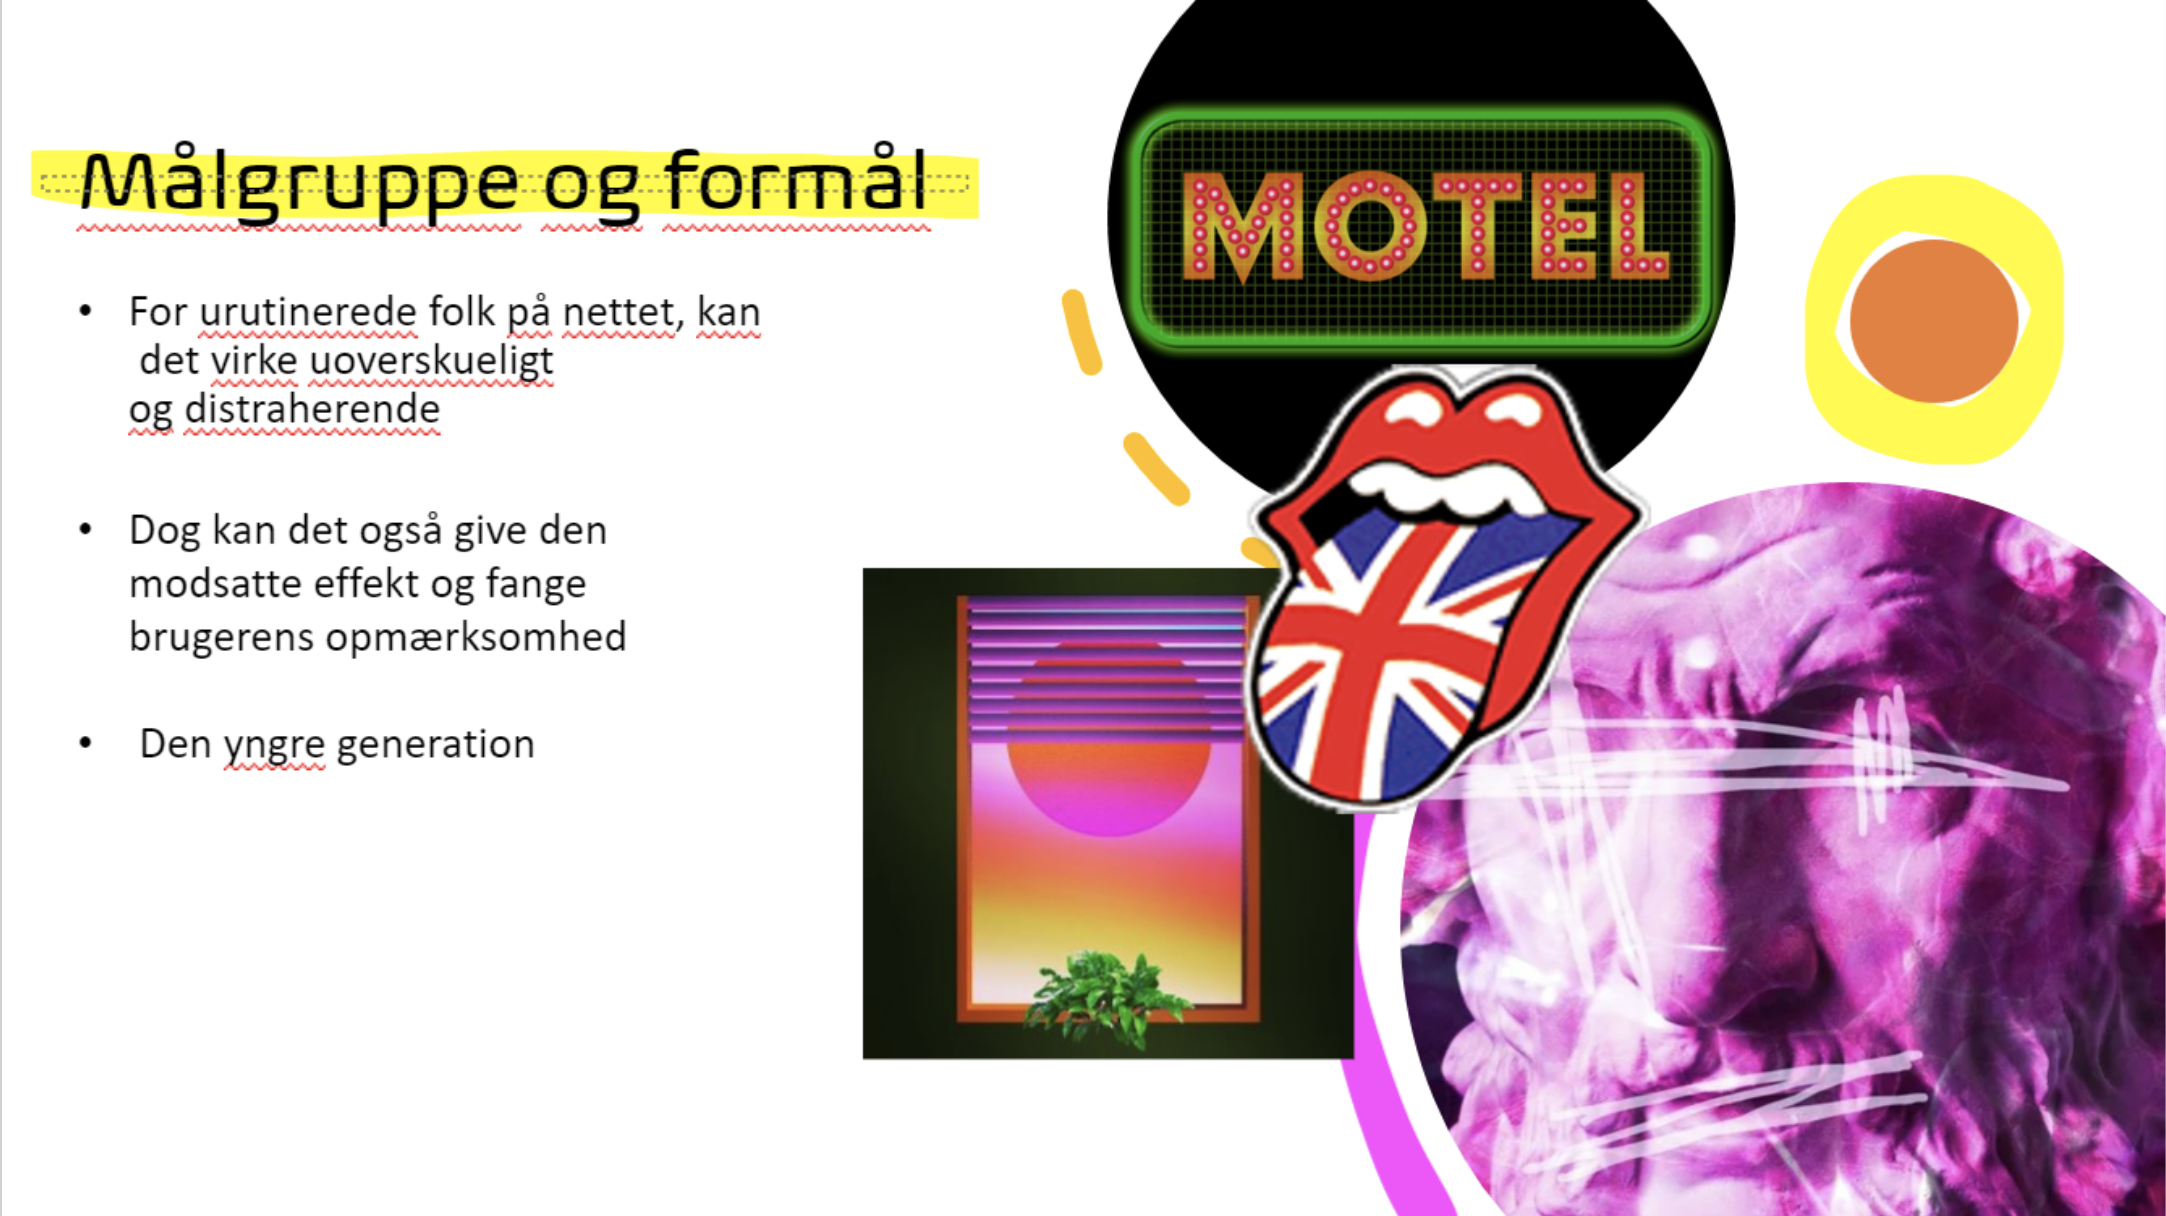 Målgruppe og formål
• For urutinerede folk på nettet, kan
det virke uoverskueligt
og distraherende
• Dog kan det også give den
modsatte effekt og fange
brugerens opmærksomhed
• Den yngre generation
MOTEL